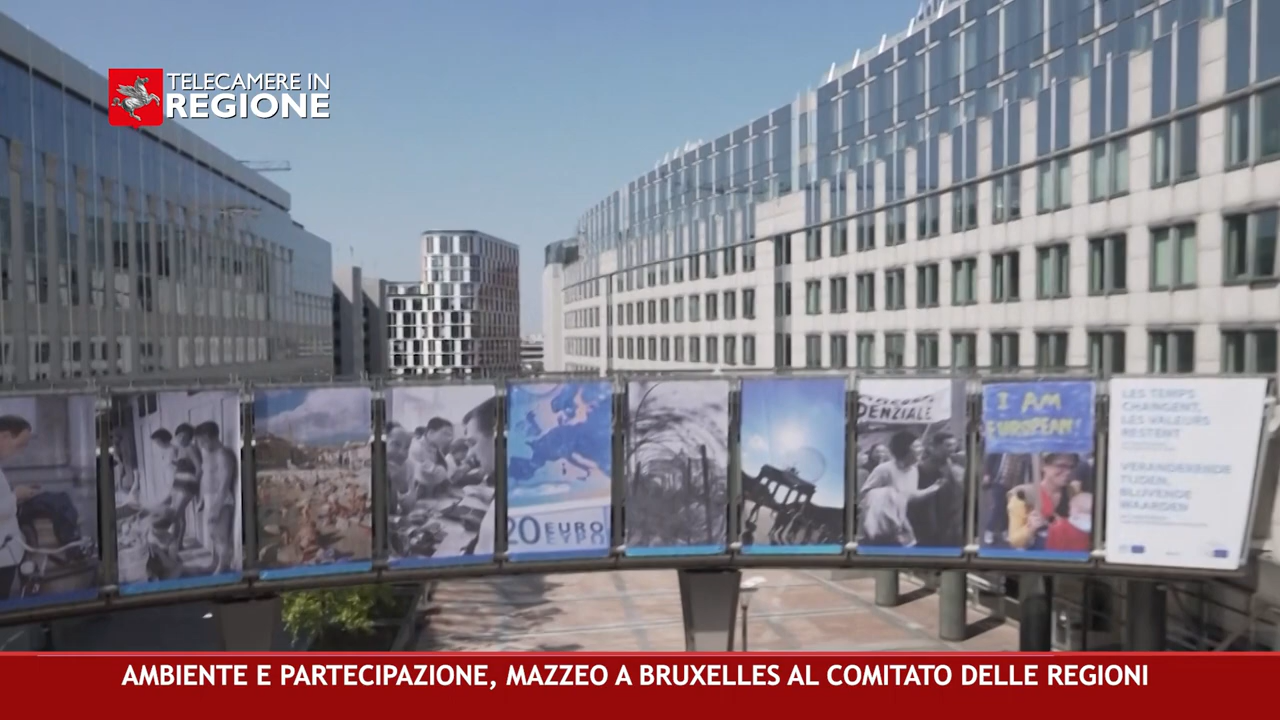 TELECAMERE IN
REGIONE
DENZIALE
I AM
EUROPEAN!
20 EURO
LES TEMPS
CHANGENT,
LES VALEURS
RESTENT
VERANDERENDE
TIJDEN,
BLIJVENDE
WAARDEN
AMBIENTE E PARTECIPAZIONE, MAZZEO A BRUXELLES AL COMITATO DELLE REGIONI